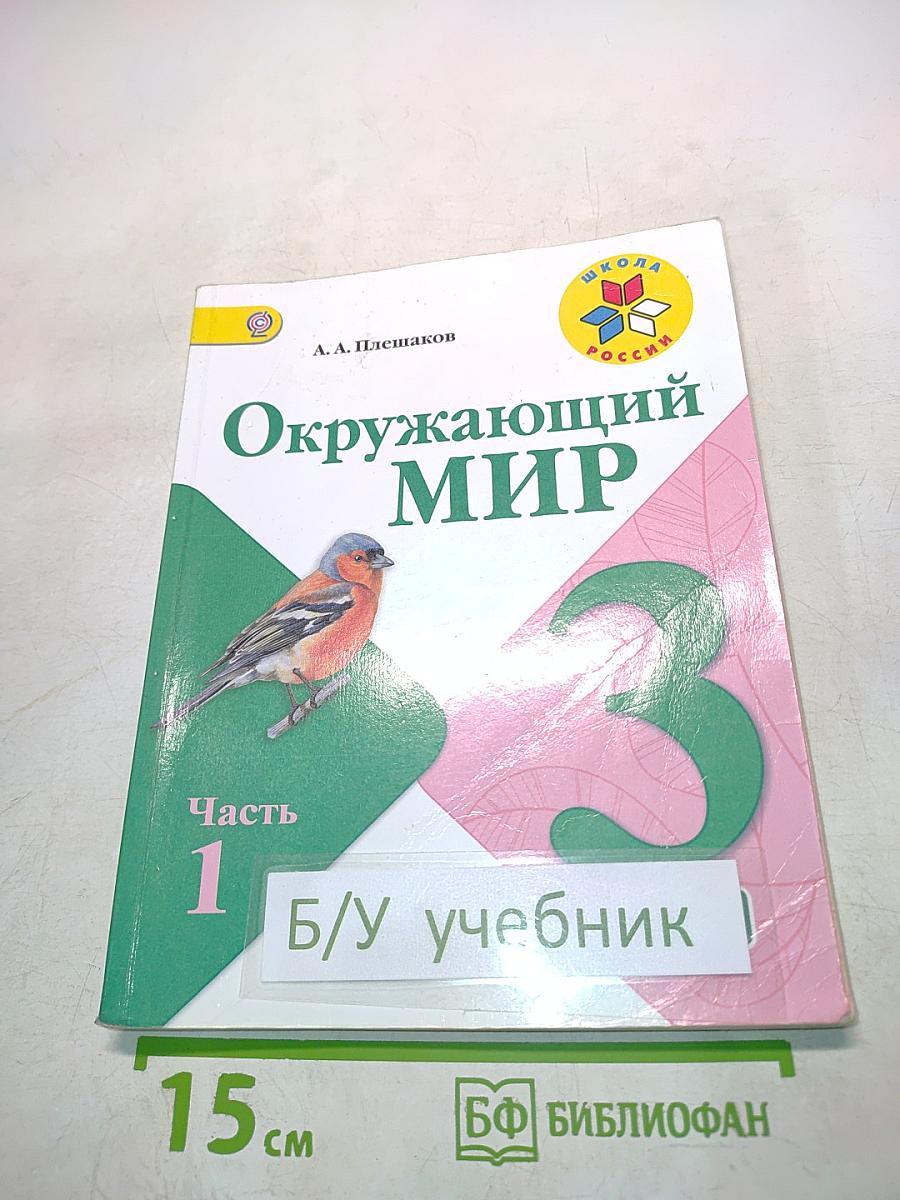 ШКОЛА
РОССИИ
А. А. Плешаков
Окружающий
МИР
3
Часть
1
Б/У учебник
15 см
БФ БИБЛИОФАН